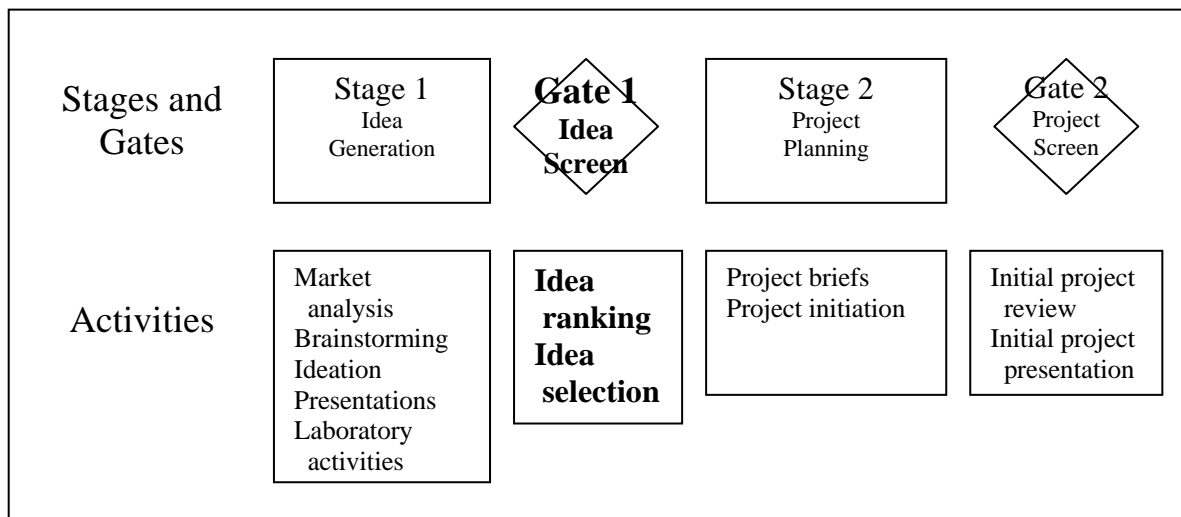 Stages and
Gates
Stage 1
Idea
Generation
Gate 1
Idea
Screen
Stage 2
Project
Planning
Gate 2
Project
Screen
Activities
Market
analysis
Brainstorming
Ideation
Presentations
Laboratory
activities
Idea
ranking
Idea
selection
Project briefs
Project initiation
Initial project
review
Initial project
presentation